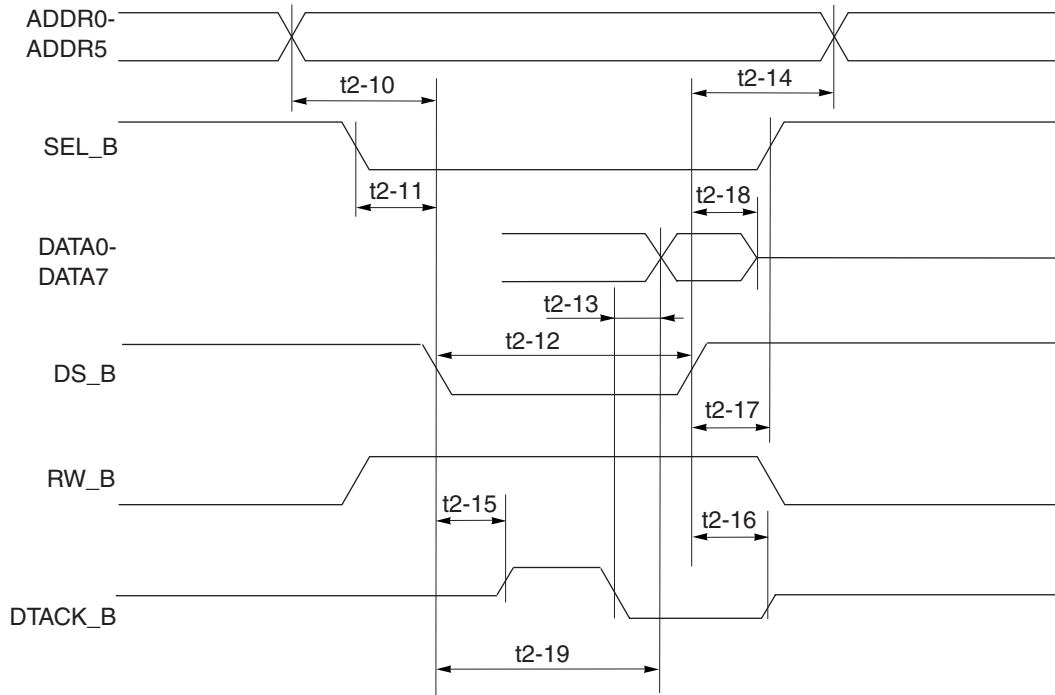 ADDR0-
ADDR5
t2-10
t2-14
SEL_B
t2-11
t2-18
DATA0-
DATA7
t2-13
t2-12
DS_B
t2-17
RW_B
t2-15
t2-16
DTACK_B
t2-19